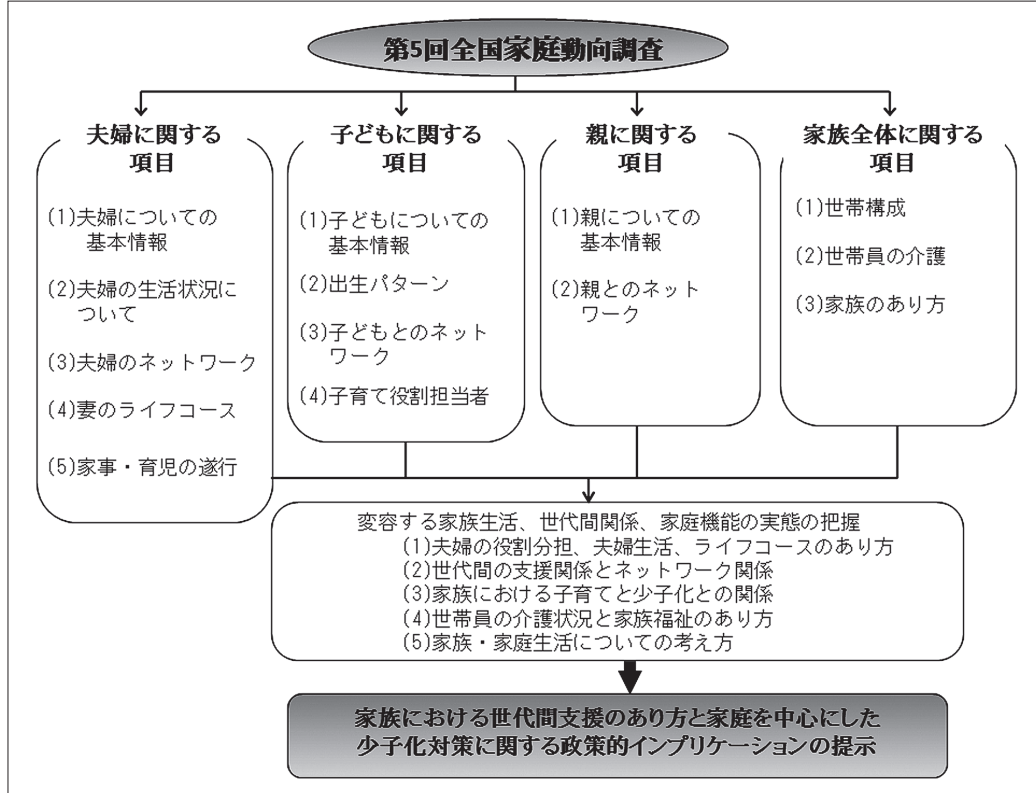 第5回全国家庭動向調査
夫婦に関する
項目
(1)夫婦についての
基本情報
(2)夫婦の生活状況に
ついて
(3)夫婦のネットワーク
(4)妻のライフコース
(5)家事・育児の遂行
子どもに関する
項目
(1)子どもについての
基本情報
(2)出生パターン
(3)子どもとのネット
ワーク
(4)子育て役割担当者
親に関する
項目
(1)親についての
基本情報
(2)親とのネット
ワーク
家族全体に関する
項目
(1)世帯構成
(2)世帯員の介護
(3)家族のあり方
変容する家族生活、世代間関係、家庭機能の実態の把握
(1)夫婦の役割分担、夫婦生活、ライフコースのあり方
(2)世代間の支援関係とネットワーク関係
(3)家族における子育てと少子化との関係
(4)世帯員の介護状況と家族福祉のあり方
(5)家族・家庭生活についての考え方
家族における世代間支援のあり方と家庭を中心にした
少子化対策に関する政策的インプリケーションの提示